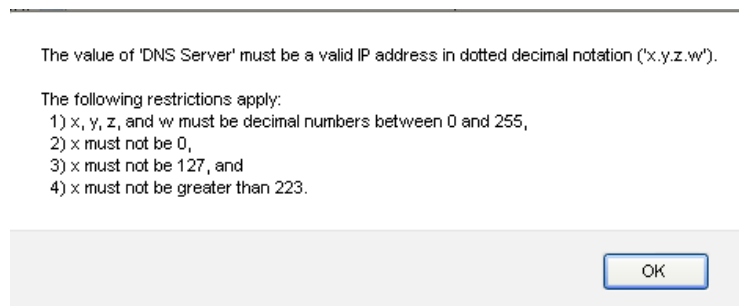 The value of 'DNS Server' must be a valid IP address in dotted decimal notation ('x.y.z.w').
The following restrictions apply:
1) x, y, z, and w must be decimal numbers between 0 and 255,
2) x must not be 0,
3) x must not be 127, and
4) x must not be greater than 223.
OK